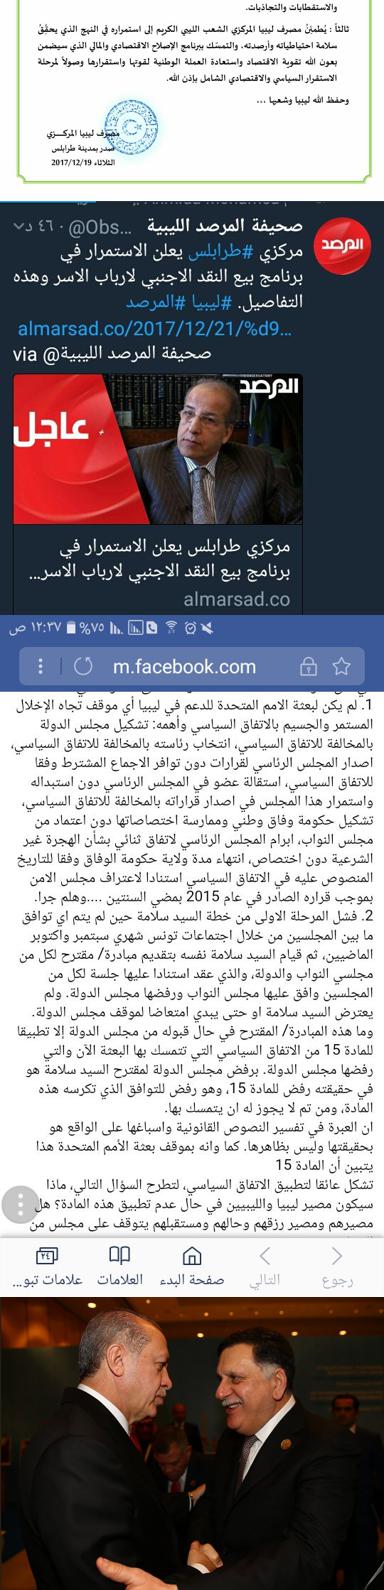 والاستقطابات والتجاذبات.
ثالثاً : يُطمئِنُ مصرف ليبيا المركزي الشعب الليبي الكريم إلى استمراره في النهج الذي يحقّق
سلامة احتياطياته وأرصدته. والتمسّك ببرنامج الإصلاح الاقتصادي والمالي الذي سيضمن
بعون الله تقوية الاقتصاد واستعادة العملة الوطنية لقوتها واستقرارها وصولاً لمرحلة
الاستقرار السياسي والاقتصادي الشامل بإذن الله.
وحفظ الله ليبيا وشعبها ...
مصرف ليبيا المركــزي
صدر بمدينة طرابلس
الثلاثاء 2017/12/19
صحيفة المرصد الليبية @Obs... · ٤٦ د
المرصد
مركزي #طرابلس يعلن الاستمرار في
برنامج بيع النقد الاجنبي لارباب الاسر وهذه
التفاصيل. #ليبيا #المرصد
almarsad.co/2017/12/21/%d9...
via @صحيفة المرصد الليبية
المرصد
عاجل
مركزي طرابلس يعلن الاستمرار في
برنامج بيع النقد الاجنبي لارباب الاسر...
almarsad.co
١٢:٣٧ ص %٧٥
m.facebook.com
1. لم يكن لبعثة الامم المتحدة للدعم في ليبيا أي موقف تجاه الإخلال
المستمر والجسيم بالاتفاق السياسي وأهمه: تشكيل مجلس الدولة
بالمخالفة للاتفاق السياسي، انتخاب رئاسته بالمخالفة للاتفاق السياسي،
اصدار المجلس الرئاسي لقرارات دون توافر الاجماع المشترط وفقا
للاتفاق السياسي، استقالة عضو في المجلس الرئاسي دون استبداله
واستمرار هذا المجلس في اصدار قراراته بالمخالفة للاتفاق السياسي،
تشكيل حكومة وفاق وطني وممارسة اختصاصاتها دون اعتماد من
مجلس النواب، ابرام المجلس الرئاسي لاتفاق ثنائي بشأن الهجرة غير
الشرعية دون اختصاص، انتهاء مدة ولاية حكومة الوفاق وفقا للتاريخ
المنصوص عليه في الاتفاق السياسي استنادا لاعتراف مجلس الامن
بموجب قراره الصادر في عام 2015 بمضي السنتين ....وهلم جرا.
2. فشل المرحلة الاولى من خطة السيد سلامة حين لم يتم اي توافق
ما بين المجلسين من خلال اجتماعات تونس شهري سبتمبر واكتوبر
الماضيين، ثم قيام السيد سلامة نفسه بتقديم مبادرة/ مقترح لكل من
مجلسي النواب والدولة، والذي عقد استنادا عليها جلسة لكل من
المجلسين وافق عليها مجلس النواب ورفضها مجلس الدولة. ولم
يعترض السيد سلامة او حتى يبدي امتعاضا لموقف مجلس الدولة.
وما هذه المبادرة/ المقترح في حال قبوله من مجلس الدولة إلا تطبيقا
للمادة 15 من الاتفاق السياسي التي تتمسك بها البعثة الآن والتي
رفضها مجلس الدولة. برفض مجلس الدولة لمقترح السيد سلامة هو
في حقيقته رفض للمادة 15، وهو رفض للتوافق الذي تكرسه هذه
المادة، ومن تم لا يجوز له ان يتمسك بها.
ان العبرة في تفسير النصوص القانونية واسباغها على الواقع هو
بحقيقتها وليس بظاهرها. كما وانه بموقف بعثة الأمم المتحدة هذا
يتبين أن المادة 15
تشكل عائقا لتطبيق الاتفاق السياسي، لتطرح السؤال التالي، ماذا
سيكون مصير ليبيا والليبيين في حال عدم تطبيق هذه المادة؟ هل
مصيرهم ومصير رزقهم وحالهم ومستقبلهم يتوقف على مجلس من
رجوع
التالي
صفحة البدء
العلامات
علامات تبو...